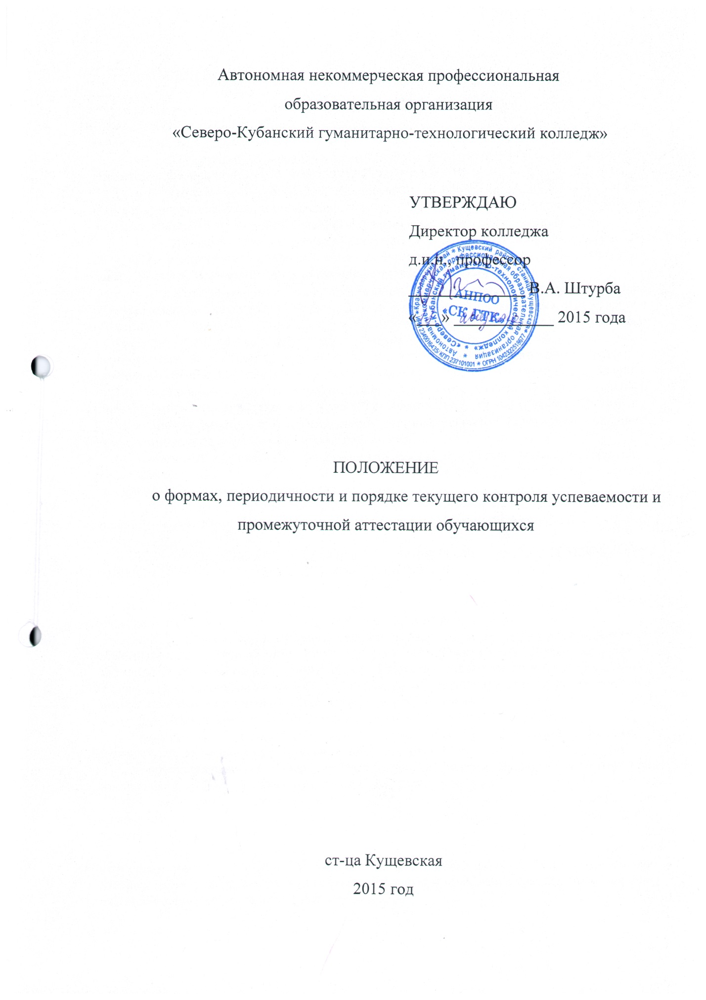 Автономная некоммерческая профессиональная
образовательная организация
«Северо-Кубанский гуманитарно-технологический колледж»
УТВЕРЖДАЮ
Директор колледжа
д.и.н., профессор
В.А. Штурба
« » августа 2015 года
* Краснодарский край * Кущевский район * станица Кущевская *
ИНН 2340016435/ КПП 237101001 * ОГРН 1042322518677 *
Автономная некоммерческая профессиональная образовательная организация *
«Северо-Кубанский гуманитарно-технологический колледж» *
АНПОО
«СК ГТК»
ПОЛОЖЕНИЕ
о формах, периодичности и порядке текущего контроля успеваемости и
промежуточной аттестации обучающихся
ст-ца Кущевская
2015 год